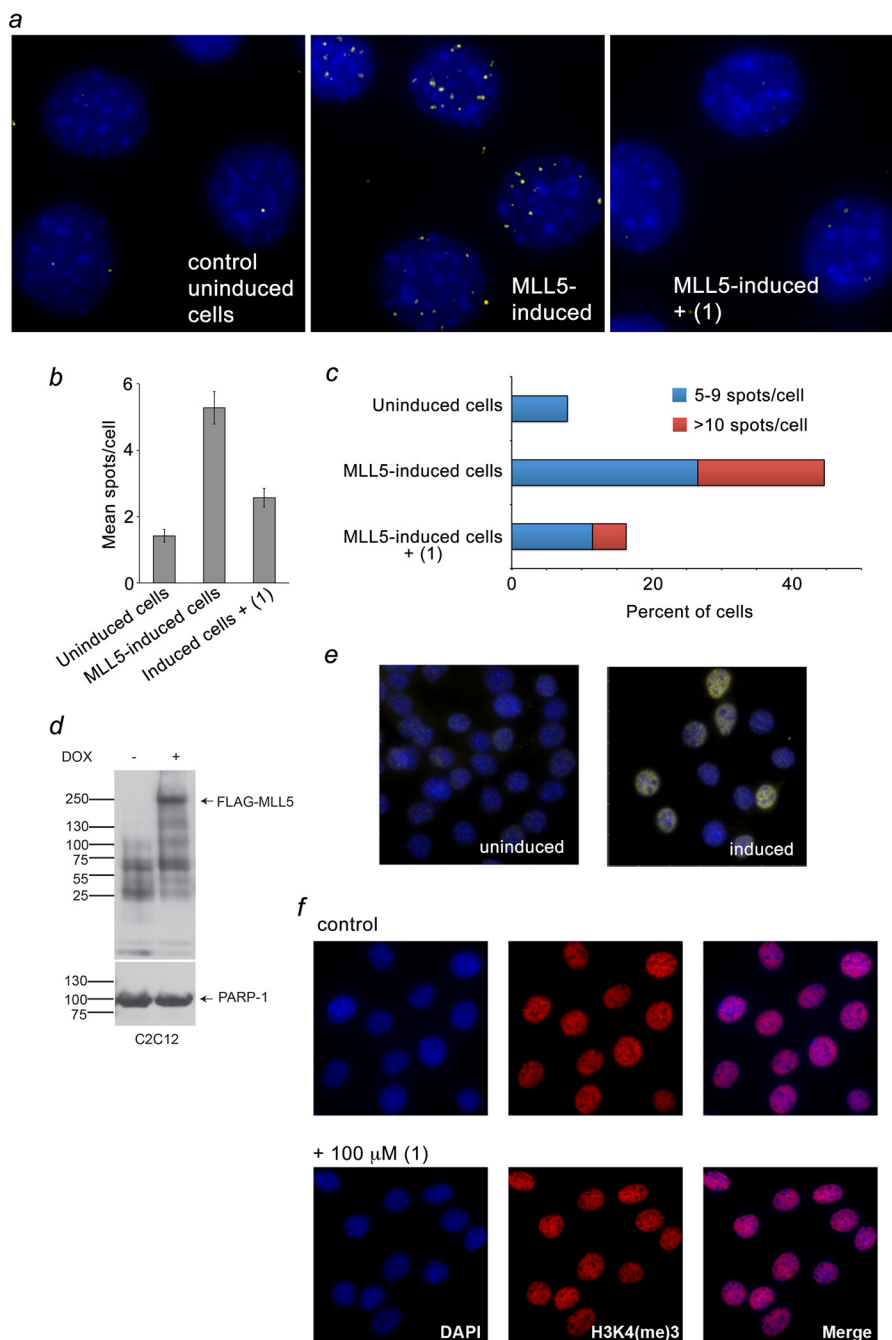 a
control
uninduced
cells
MLL5-
induced
MLL5-induced
+ (1)
b
Mean spots/cell
6
4
2
0
Uninduced cells
MLL5-induced cells
Induced cells + (1)
c
Uninduced cells
MLL5-induced cells
MLL5-induced cells
+ (1)
5-9 spots/cell
>10 spots/cell
0
20
40
Percent of cells
d
DOX
-
+
250
130
100
75
55
25
FLAG-MLL5
130
100
75
PARP-1
C2C12
e
uninduced
induced
f
control
+ 100 μM (1)
DAPI
H3K4(me)3
Merge